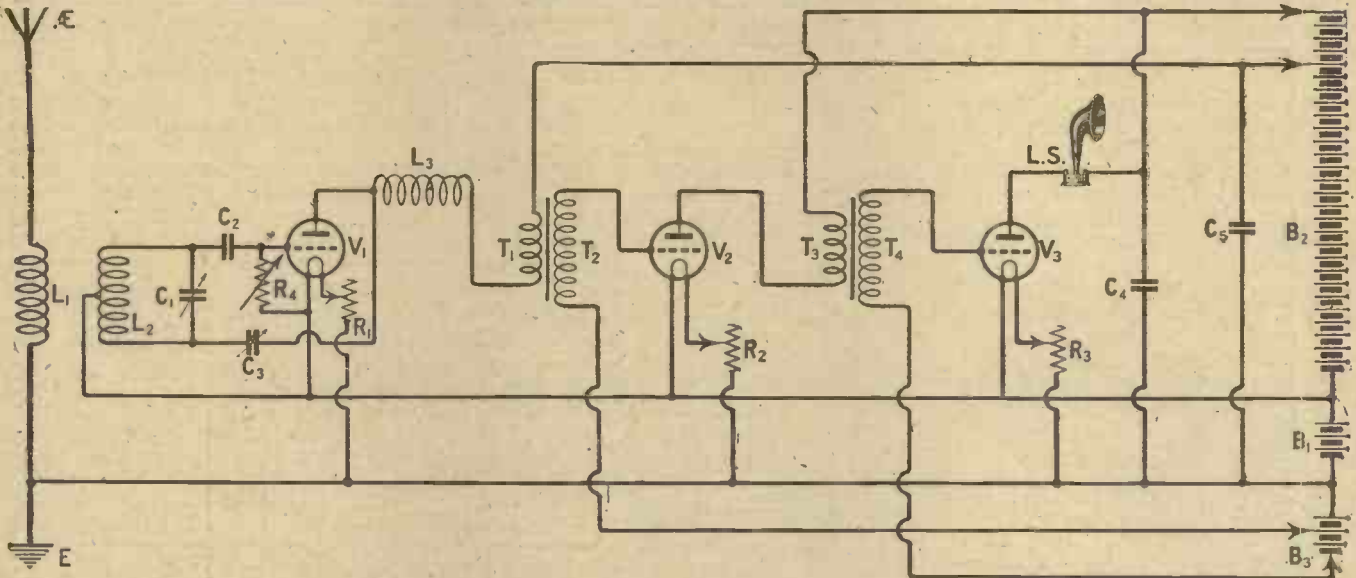 Æ
L₃
L.S.
C₂
V₁
T₁
T₂
V₂
T₃
T₄
V₃
C₅
B₂
L₁
L₂
C₁
R₄
R₁
C₄
C₃
R₂
R₃
B₁
E
B₃